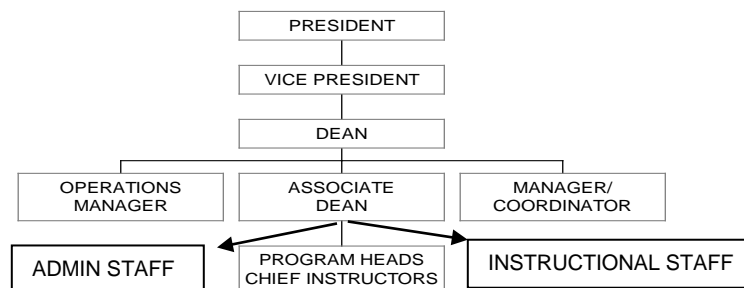 PRESIDENT
VICE PRESIDENT
DEAN
OPERATIONS
MANAGER
ASSOCIATE
DEAN
MANAGER/
COORDINATOR
ADMIN STAFF
PROGRAM HEADS
CHIEF INSTRUCTORS
INSTRUCTIONAL STAFF